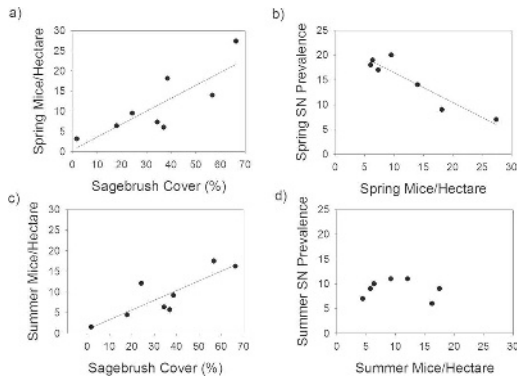 a)
Spring Mice/Hectare
30
25
20
15
10
5
0
0 10 20 30 40 50 60 70
Sagebrush Cover (%)
b)
Spring SN Prevalence
25
20
15
10
5
0
0 5 10 15 20 25 30
Spring Mice/Hectare
c)
Summer Mice/Hectare
30
25
20
15
10
5
0
0 10 20 30 40 50 60 70
Sagebrush Cover (%)
d)
Summer SN Prevalence
25
20
15
10
5
0
0 5 10 15 20 25 30
Summer Mice/Hectare